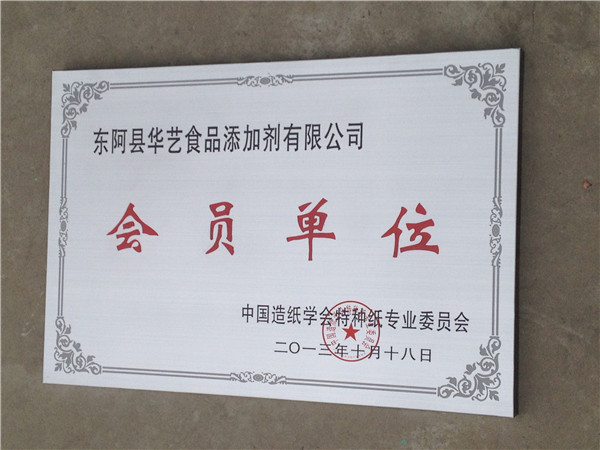 东阿县华艺食品添加剂有限公司
会员单位
中国造纸学会特种纸专业委员会
二〇一三年十月十八日